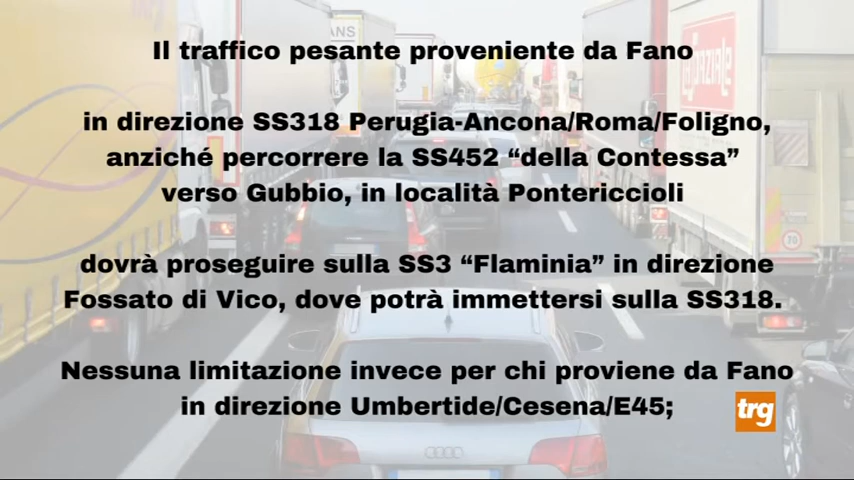 Il traffico pesante proveniente da Fano
in direzione SS318 Perugia-Ancona/Roma/Foligno,
anziché percorrere la SS452 “della Contessa”
verso Gubbio, in località Pontericcioli
dovrà proseguire sulla SS3 “Flaminia” in direzione
Fossato di Vico, dove potrà immettersi sulla SS318.
Nessuna limitazione invece per chi proviene da Fano
in direzione Umbertide/Cesena/E45;
trg